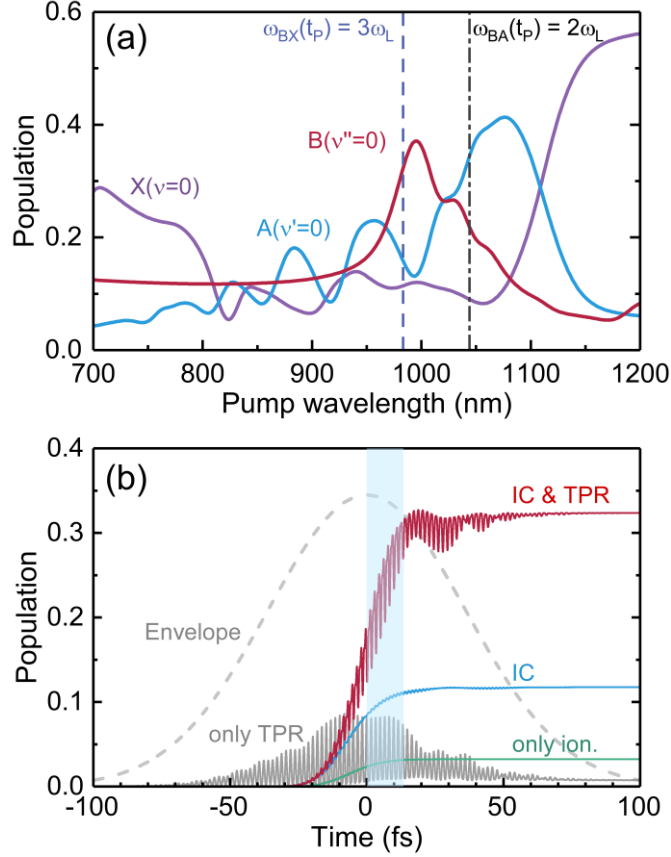 (a)
ω_BX(t_P) = 3ω_L
ω_BA(t_P) = 2ω_L
B(ν''=0)
X(ν=0)
A(ν'=0)
Population
0.6
0.4
0.2
0.0
700 800 900 1000 1100 1200
Pump wavelength (nm)
(b)
IC & TPR
Envelope
IC
only TPR
only ion.
Population
0.4
0.3
0.2
0.1
0.0
-100 -50 0 50 100
Time (fs)